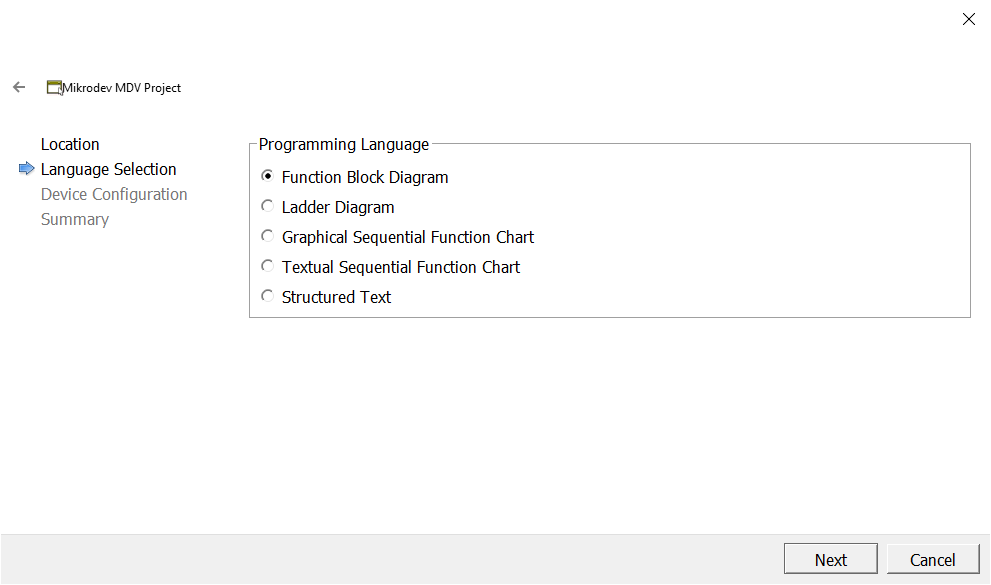 Mikrodev MDV Project
Location
Language Selection
Device Configuration
Summary
Programming Language
Function Block Diagram
Ladder Diagram
Graphical Sequential Function Chart
Textual Sequential Function Chart
Structured Text
Next
Cancel